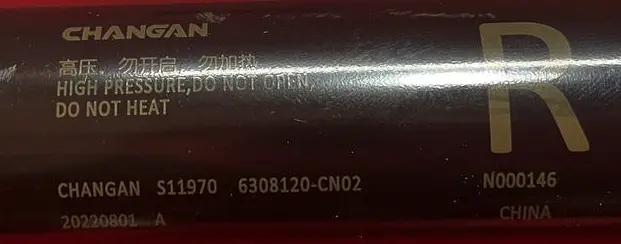 CHANGAN
高压、勿开启、勿加热
HIGH PRESSURE,DO NOT OPEN,
DO NOT HEAT
R
CHANGAN S11970 6308120-CN02
N000146
20220801 A
CHINA